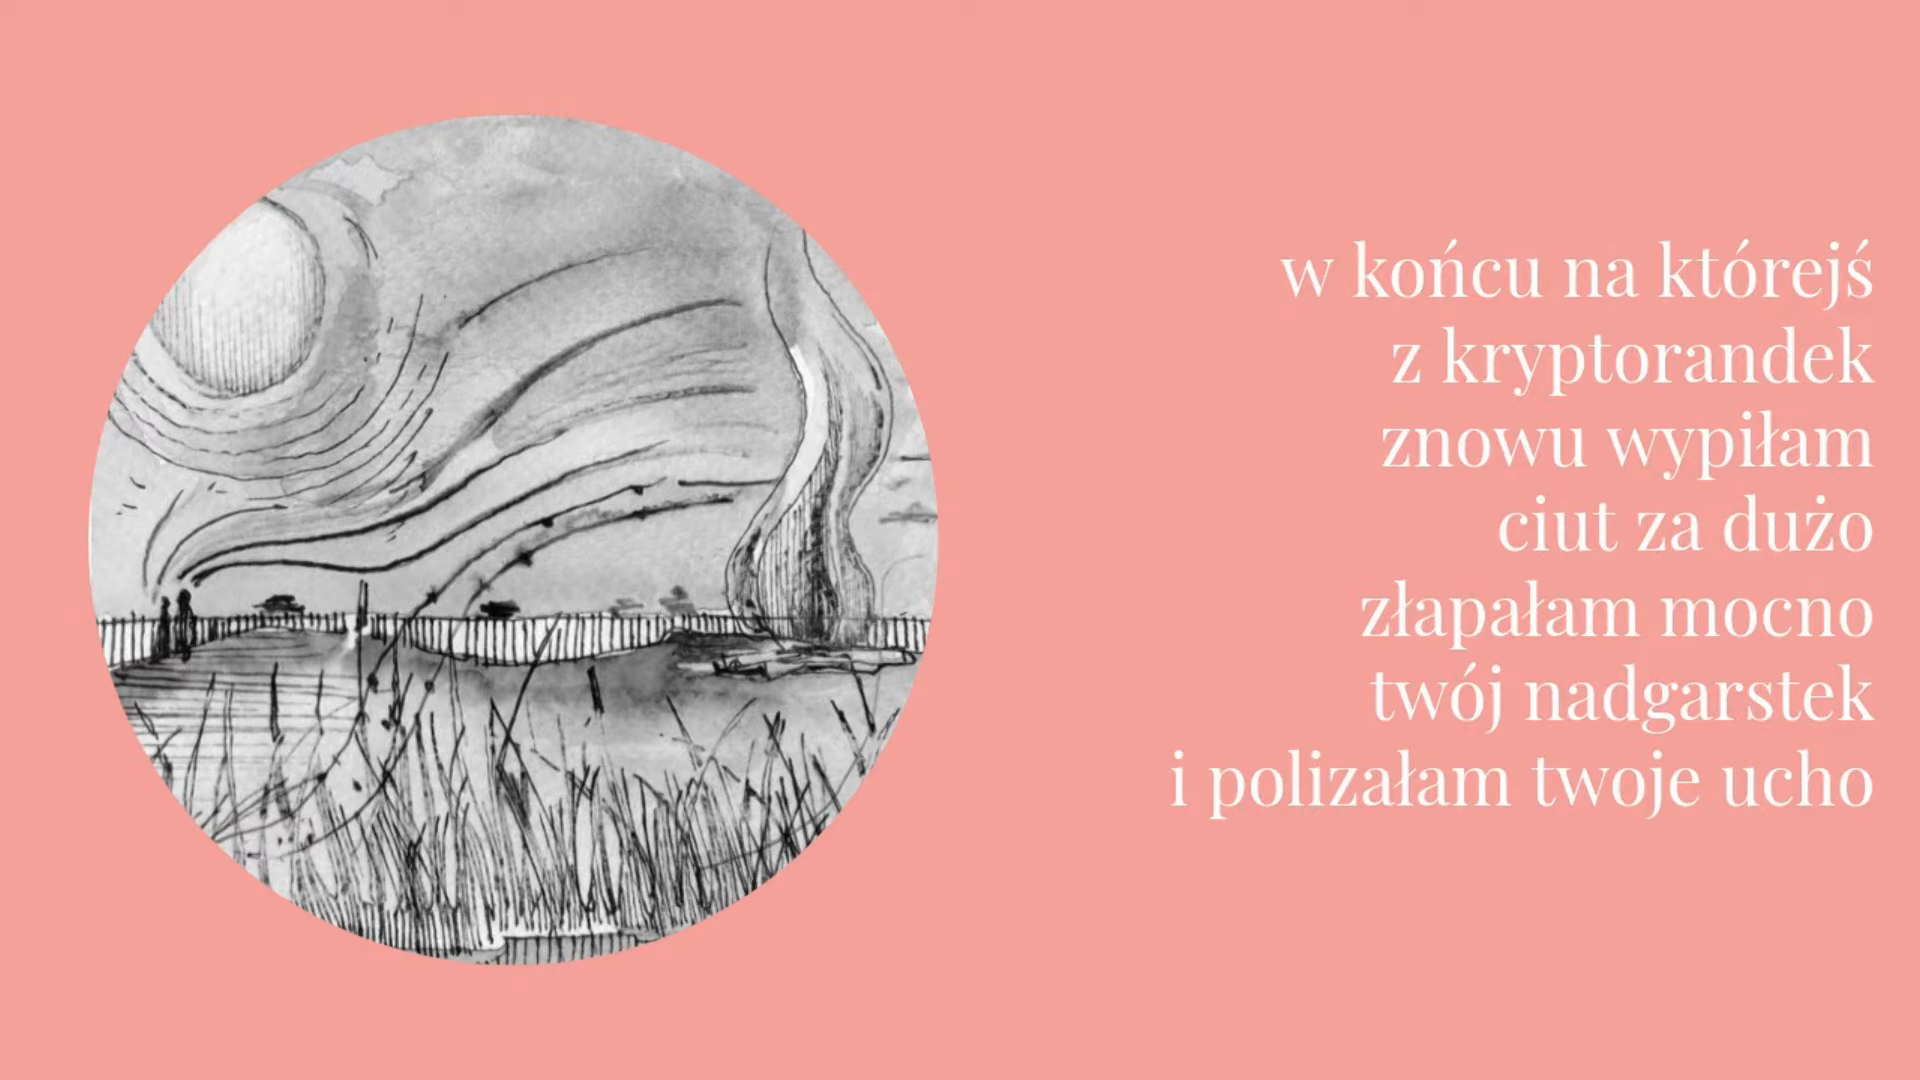 w końcu na którejś
z kryptorandek
znowu wypiłam
ciut za dużo
złapałam mocno
twój nadgarstek
i polizałam twoje ucho